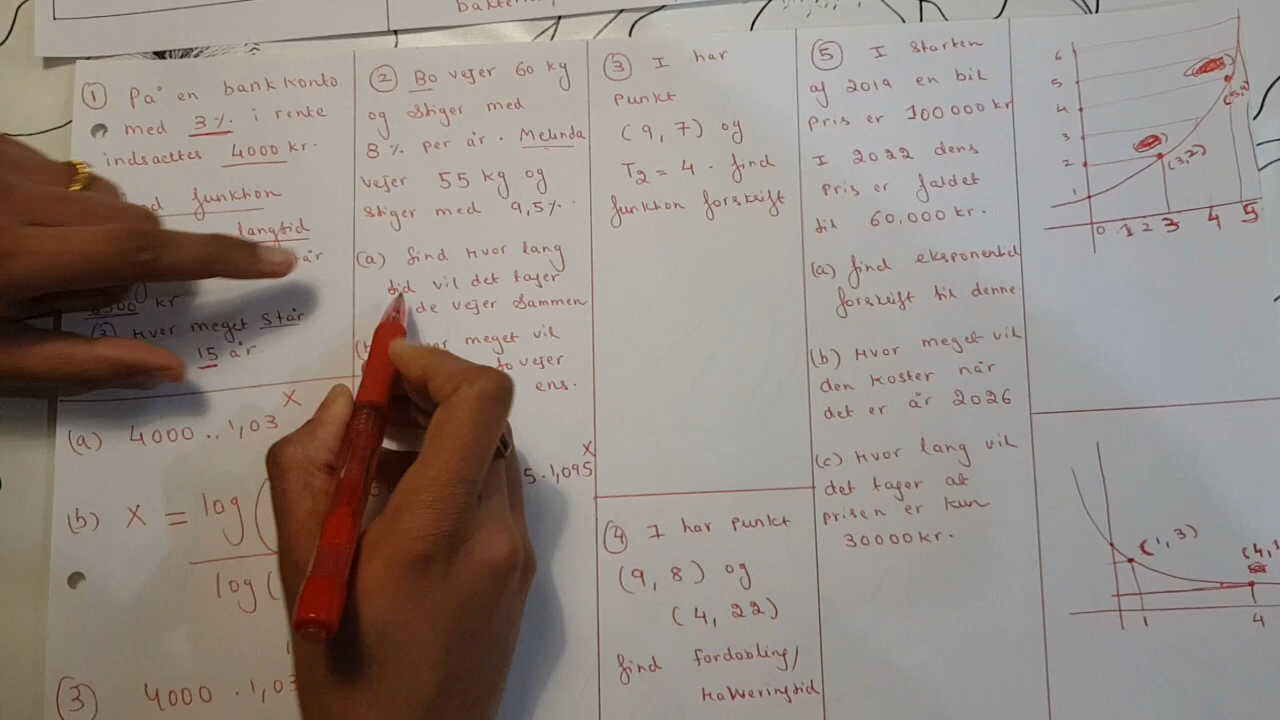 bakterie
① På en bankkonto
med 3% i rente
indsaettes 4000 kr.
funktion
langtid
år
kr
Hvor meget står
15 år.
(a) 4000 . 1,03 x
(b) x = log(
log(
(3) 4000 . 1,03
② Bo vejer 60 kg
og stiger med
8% per år . Melinda
vejer 55 kg og
stiger med 9,5% .
(a) find Hvor lang
tid vil det tager
de vejer sammen
meget vil
vejer
ens.
5.1,095 x
③ I har
punkt
(9, 7) og
T2 = 4 . find
funktion forskrift
④ I har punkt
(9, 8) og
(4, 22)
find fordobling/
Halveringstid
⑤ I starten
af 2019 en bil
pris er 100000 kr
I 2022 dens
pris er faldet
til 60,000 kr.
(a) find eksponentiel
forskrift til denne
(b) Hvor meget vil
den koster når
det er år 2026
(c) Hvor lang vil
det tager at
prisen er kun
30000 kr.
6
5
4
3
2
1
(3,2)
0 1 2 3 4 5
(1, 3)
(4, 1
1 4